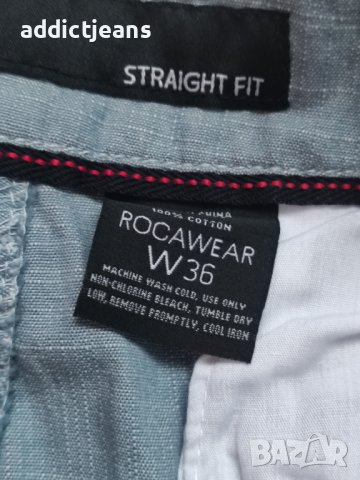 addictjeans
STRAIGHT FIT
100% COTTON
ROCAWEAR
W36
MACHINE WASH COLD, USE ONLY
NON-CHLORINE BLEACH, TUMBLE DRY
LOW, REMOVE PROMPTLY, COOL IRON
BAZAR